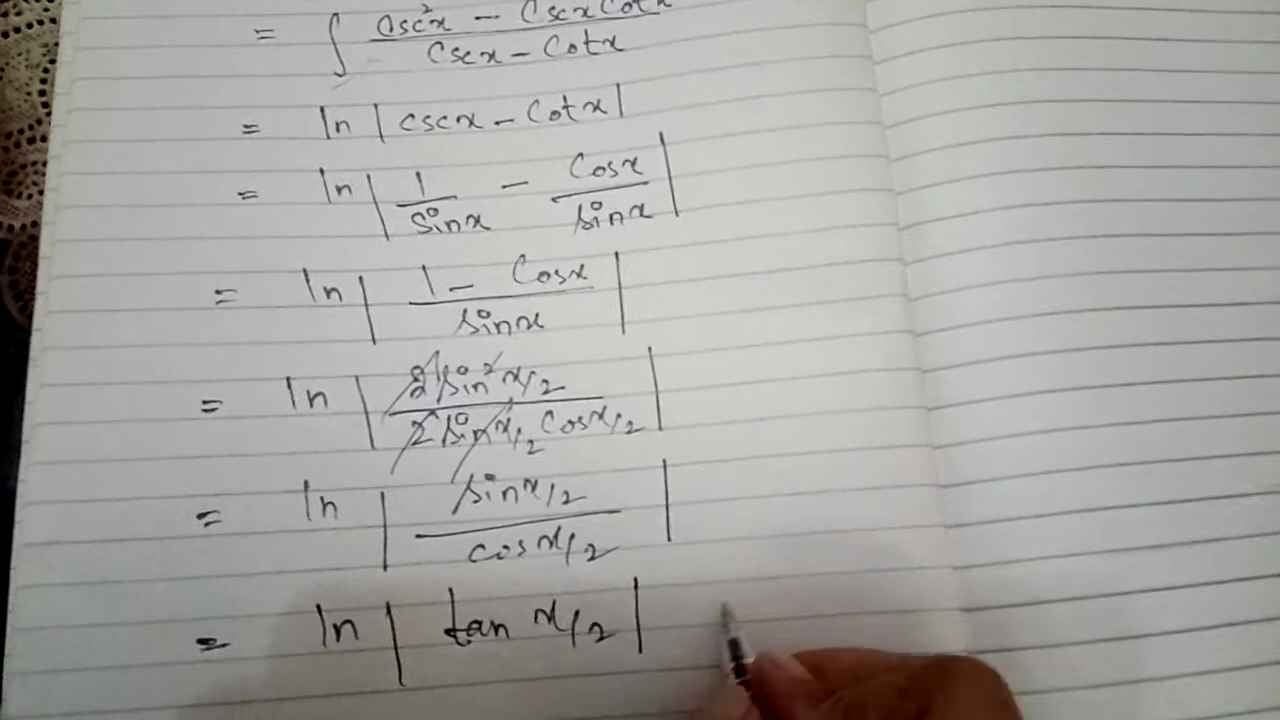 = ∫ (csc²x - cscx cotx) / (cscx - cotx)
= ln | cscx - cotx |
= ln | 1/sinx - cosx/sinx |
= ln | (1 - cosx) / sinx |
= ln | 2 sin² x/2 / (2 sin x/2 cos x/2) |
= ln | sin x/2 / cos x/2 |
= ln | tan x/2 |